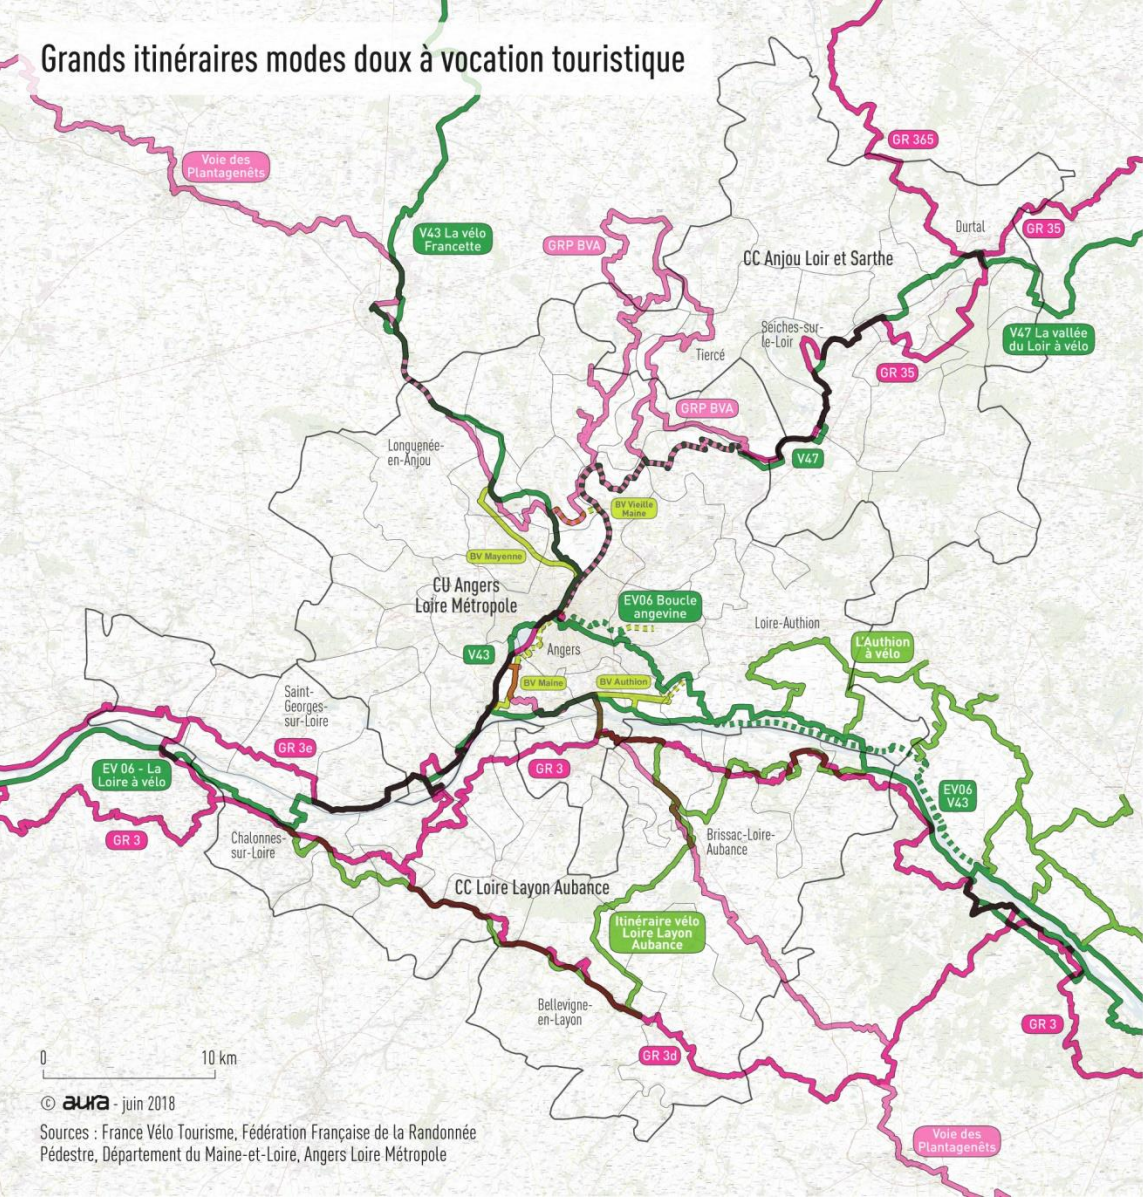 Grands itinéraires modes doux à vocation touristique
Voie des
Plantagenêts
GR 365
V43 La vélo
Francette
GRP BVA
Durtal
GR 35
CC Anjou Loir et Sarthe
Seiches-sur-
le-Loir
V47 La vallée
du Loir à vélo
Tiercé
GR 35
GRP BVA
Longuenée-
en-Anjou
V47
BV Vieille
Maine
BV Mayenne
CU Angers
Loire Métropole
EV06 Boucle
angevine
Loire-Authion
L'Authion
à vélo
V43
Angers
BV Maine
BV Authion
Saint-
Georges-
sur-Loire
GR 3e
EV 06 - La
Loire à vélo
GR 3
EV06
V43
GR 3
Chalonnes-
sur-Loire
Brissac-Loire-
Aubance
CC Loire Layon Aubance
Itinéraire vélo
Loire Layon
Aubance
Bellevigne-
en-Layon
GR 3
GR 3d
0 10 km
© aura - juin 2018
Sources : France Vélo Tourisme, Fédération Française de la Randonnée
Pédestre, Département du Maine-et-Loire, Angers Loire Métropole
Voie des
Plantagenêts